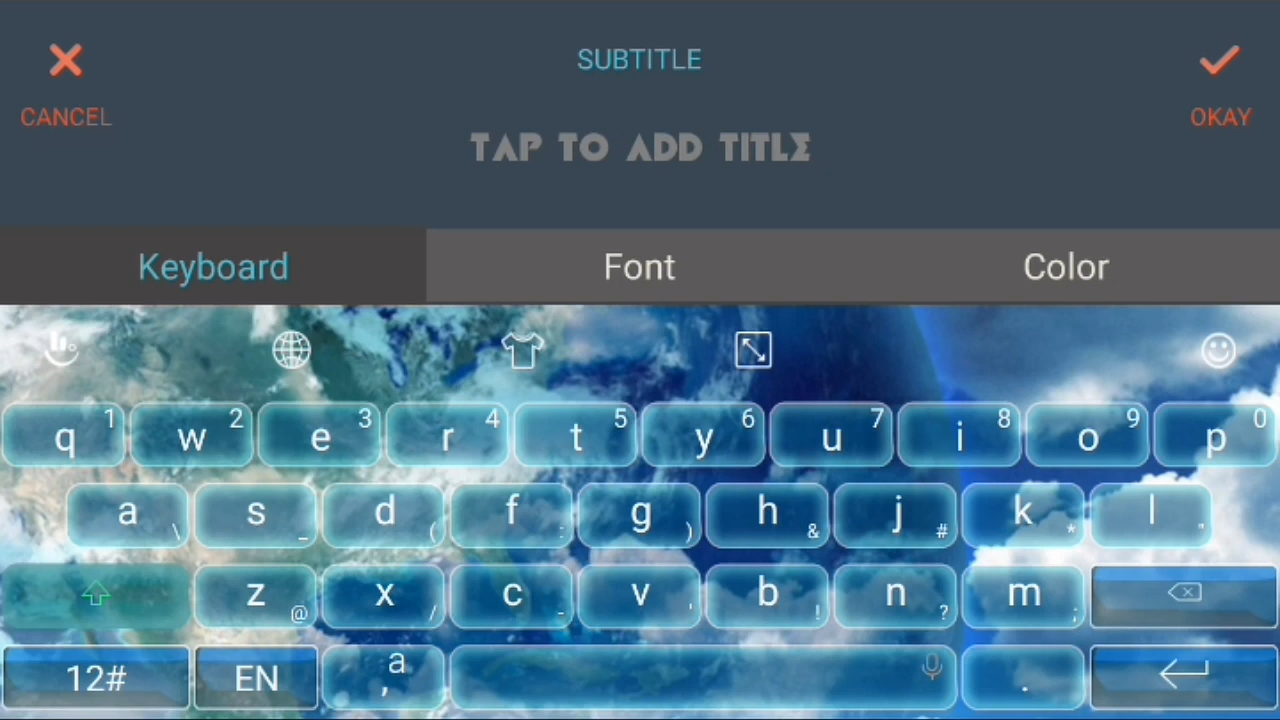 SUBTITLE
CANCEL
OKAY
TAP TO ADD TITLE
Keyboard Font Color
q 1 w 2 e 3 r 4 t 5 y 6 u 7 i 8 o 9 p 0
a \ s _ d ( f : g ) h & j # k * l "
z @ x / c - v ' b ! n ? m ;
12# EN , a .